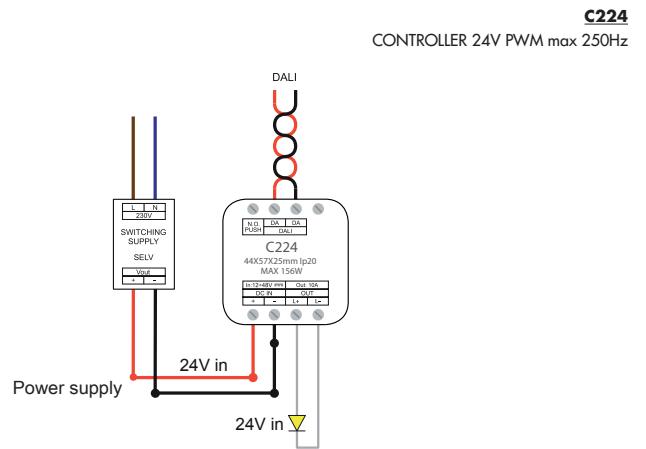 C224
CONTROLLER 24V PWM max 250Hz
DALI
L N
230V
SWITCHING
SUPPLY
SELV
Vout
+ -
N.O. DA DA
PUSH DALI
C224
44X57X25mm Ip20
MAX 156W
In:12÷48V Out 10A
DC IN OUT
+ - L+ L-
24V in
Power supply
24V in